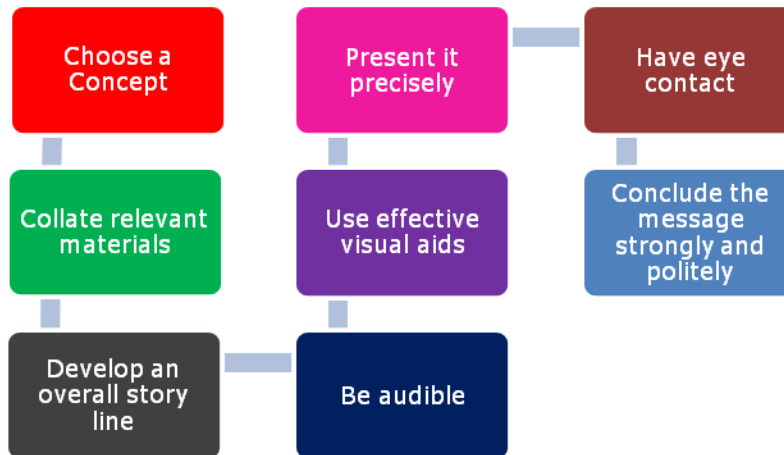 Choose a
Concept
Collate relevant
materials
Develop an
overall story
line
Be audible
Use effective
visual aids
Present it
precisely
Have eye
contact
Conclude the
message
strongly and
politely